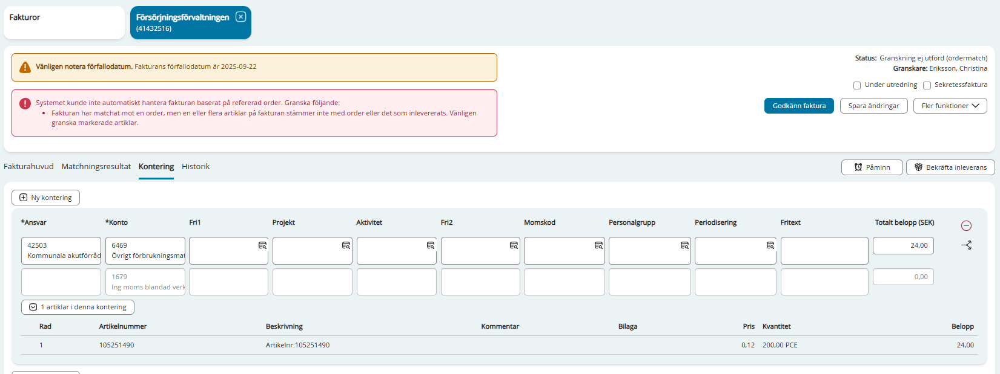 Fakturor
Försörjningsförvaltningen
(41432516)
Vänligen notera förfallodatum. Fakturans förfallodatum är 2025-09-22
Systemet kunde inte automatiskt hantera fakturan baserat på refererad order. Granska följande:
• Fakturan har matchat mot en order, men en eller flera artiklar på fakturan stämmer inte med order eller det som inlevererats. Vänligen
granska markerade artiklar.
Status: Granskning ej utförd (ordermatch)
Granskare: Eriksson, Christina
Under utredning Sekretessfaktura
Godkänn faktura Spara ändringar Fler funktioner
Fakturahuvud Matchningsresultat Kontering Historik
Påminn Bekräfta inleverans
Ny kontering
*Ansvar *Konto Fri1 Projekt Aktivitet Fri2 Momskod Personalgrupp Periodisering Fritext Totalt belopp (SEK)
42503 6469 24,00
Kommunala akutförråd Övrigt förbrukningsmat
1679 0,00
Ing moms blandad verk
1 artiklar i denna kontering
Rad Artikelnummer Beskrivning Kommentar Bilaga Pris Kvantitet Belopp
1 105251490 Artikelnr:105251490 0,12 200,00 PCE 24,00